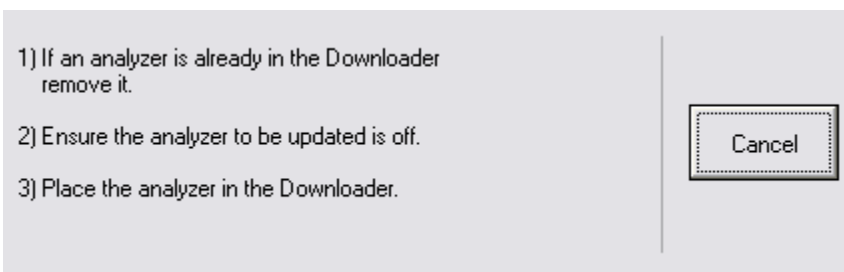 1) If an analyzer is already in the Downloader
remove it.
2) Ensure the analyzer to be updated is off.
3) Place the analyzer in the Downloader.
Cancel